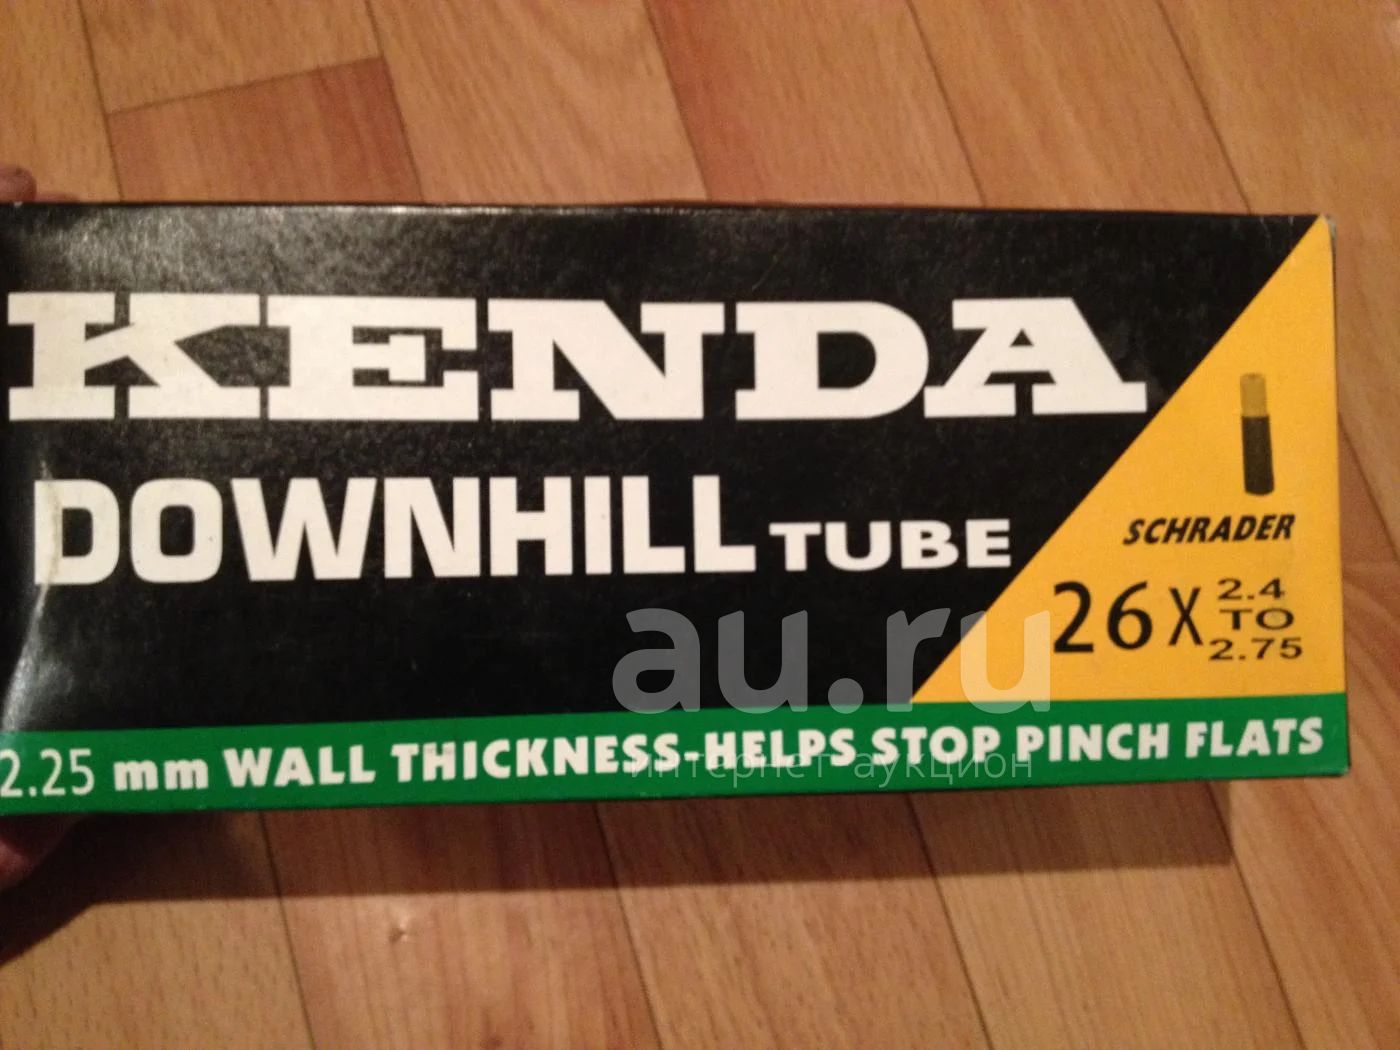 KENDA
DOWNHILL TUBE
SCHRADER
26 X 2.4
TO
2.75
au.ru
интернет аукцион
2.25 mm WALL THICKNESS-HELPS STOP PINCH FLATS